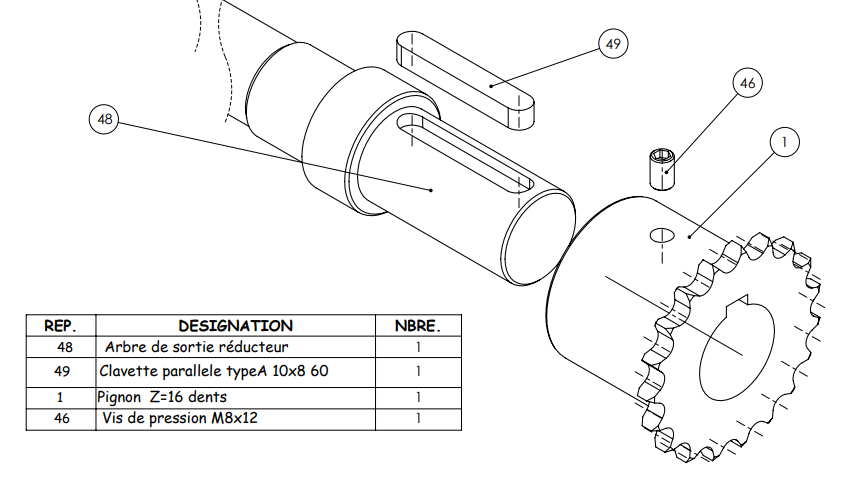 49
46
48
1
REP. DESIGNATION NBRE.
48 Arbre de sortie réducteur 1
49 Clavette parallele typeA 10x8 60 1
1 Pignon Z=16 dents 1
46 Vis de pression M8x12 1